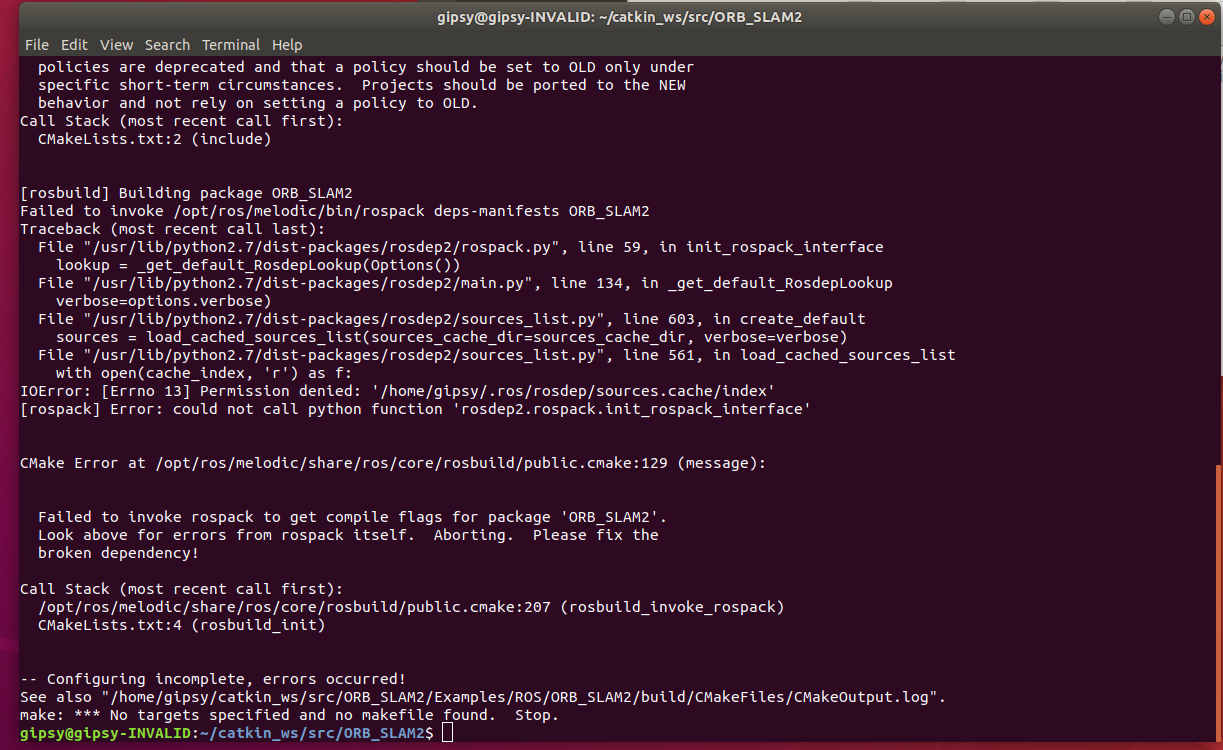 gipsy@gipsy-INVALID: ~/catkin_ws/src/ORB_SLAM2
File Edit View Search Terminal Help
policies are deprecated and that a policy should be set to OLD only under
specific short-term circumstances.  Projects should be ported to the NEW
behavior and not rely on setting a policy to OLD.
Call Stack (most recent call first):
CMakeLists.txt:2 (include)
[rosbuild] Building package ORB_SLAM2
Failed to invoke /opt/ros/melodic/bin/rospack deps-manifests ORB_SLAM2
Traceback (most recent call last):
File "/usr/lib/python2.7/dist-packages/rosdep2/rospack.py", line 59, in init_rospack_interface
lookup = _get_default_RosdepLookup(Options())
File "/usr/lib/python2.7/dist-packages/rosdep2/main.py", line 134, in _get_default_RosdepLookup
verbose=options.verbose)
File "/usr/lib/python2.7/dist-packages/rosdep2/sources_list.py", line 603, in create_default
sources = load_cached_sources_list(sources_cache_dir=sources_cache_dir, verbose=verbose)
File "/usr/lib/python2.7/dist-packages/rosdep2/sources_list.py", line 561, in load_cached_sources_list
with open(cache_index, 'r') as f:
IOError: [Errno 13] Permission denied: '/home/gipsy/.ros/rosdep/sources.cache/index'
[rospack] Error: could not call python function 'rosdep2.rospack.init_rospack_interface'
CMake Error at /opt/ros/melodic/share/ros/core/rosbuild/public.cmake:129 (message):
Failed to invoke rospack to get compile flags for package 'ORB_SLAM2'.
Look above for errors from rospack itself.  Aborting.  Please fix the
broken dependency!
Call Stack (most recent call first):
/opt/ros/melodic/share/ros/core/rosbuild/public.cmake:207 (rosbuild_invoke_rospack)
CMakeLists.txt:4 (rosbuild_init)
-- Configuring incomplete, errors occurred!
See also "/home/gipsy/catkin_ws/src/ORB_SLAM2/Examples/ROS/ORB_SLAM2/build/CMakeFiles/CMakeOutput.log".
make: *** No targets specified and no makefile found.  Stop.
gipsy@gipsy-INVALID:~/catkin_ws/src/ORB_SLAM2$